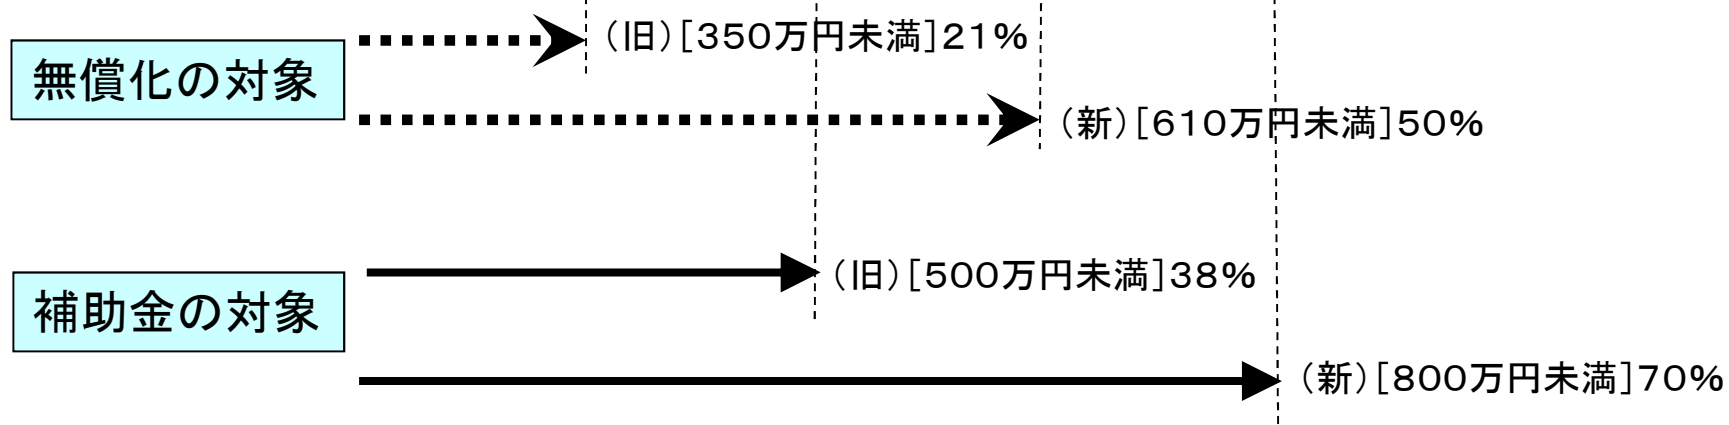 (旧)[350万円未満]21%
無償化の対象
(新)[610万円未満]50%
(旧)[500万円未満]38%
補助金の対象
(新)[800万円未満]70%